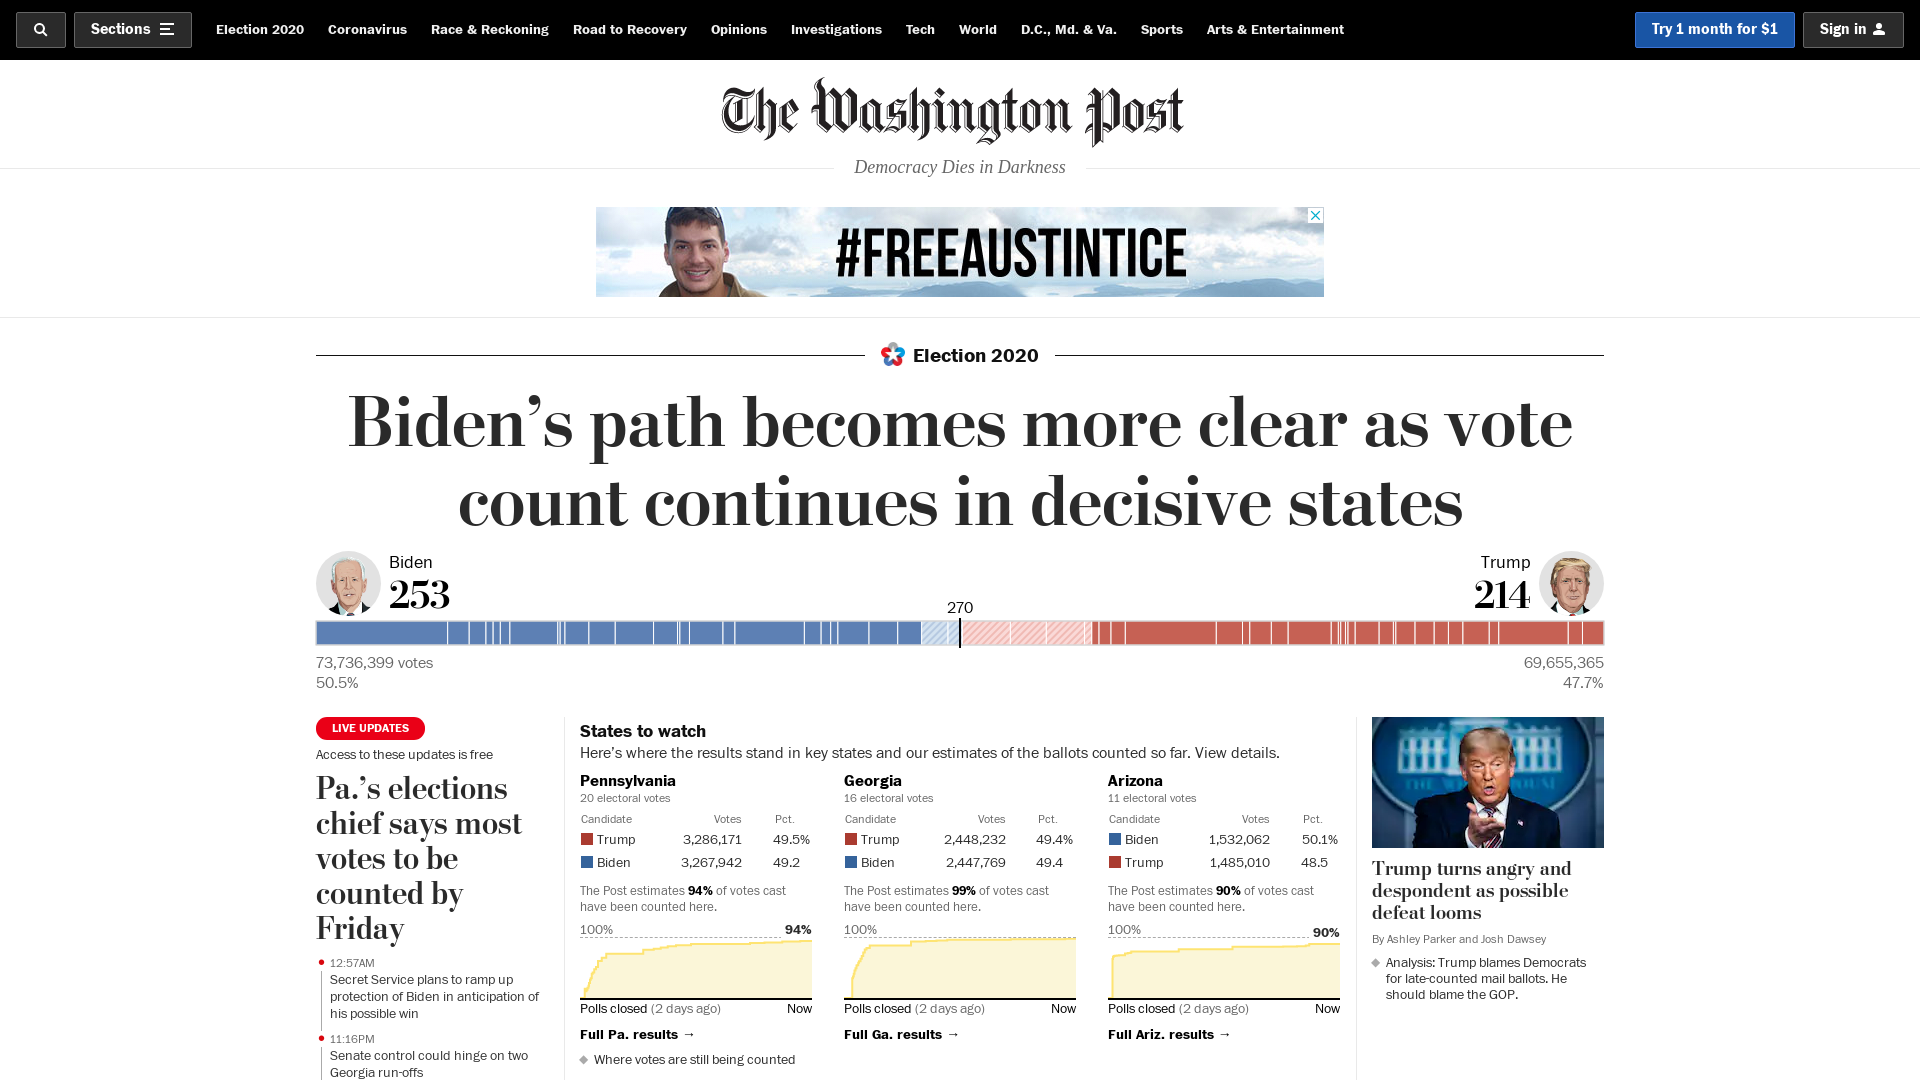 Sections
Election 2020
Coronavirus
Race & Reckoning
Road to Recovery
Opinions
Investigations
Tech
World
D.C., Md. & Va.
Sports
Arts & Entertainment
Try 1 month for $1
Sign in
The Washington Post
Democracy Dies in Darkness
#FREEAUSTINTICE
Election 2020
Biden’s path becomes more clear as vote
count continues in decisive states
Biden
253
Trump
214
270
73,736,399 votes
50.5%
69,655,365
47.7%
LIVE UPDATES
Access to these updates is free
Pa.’s elections
chief says most
votes to be
counted by
Friday
12:57AM
Secret Service plans to ramp up
protection of Biden in anticipation of
his possible win
11:16PM
Senate control could hinge on two
Georgia run-offs
States to watch
Here’s where the results stand in key states and our estimates of the ballots counted so far. View details.
Pennsylvania
20 electoral votes
Candidate Votes Pct.
Trump 3,286,171 49.5%
Biden 3,267,942 49.2
The Post estimates 94% of votes cast
have been counted here.
100% 94%
Polls closed (2 days ago) Now
Full Pa. results →
Where votes are still being counted
Georgia
16 electoral votes
Candidate Votes Pct.
Trump 2,448,232 49.4%
Biden 2,447,769 49.4
The Post estimates 99% of votes cast
have been counted here.
100%
Polls closed (2 days ago) Now
Full Ga. results →
Arizona
11 electoral votes
Candidate Votes Pct.
Biden 1,532,062 50.1%
Trump 1,485,010 48.5
The Post estimates 90% of votes cast
have been counted here.
100% 90%
Polls closed (2 days ago) Now
Full Ariz. results →
Trump turns angry and
despondent as possible
defeat looms
By Ashley Parker and Josh Dawsey
Analysis: Trump blames Democrats
for late-counted mail ballots. He
should blame the GOP.